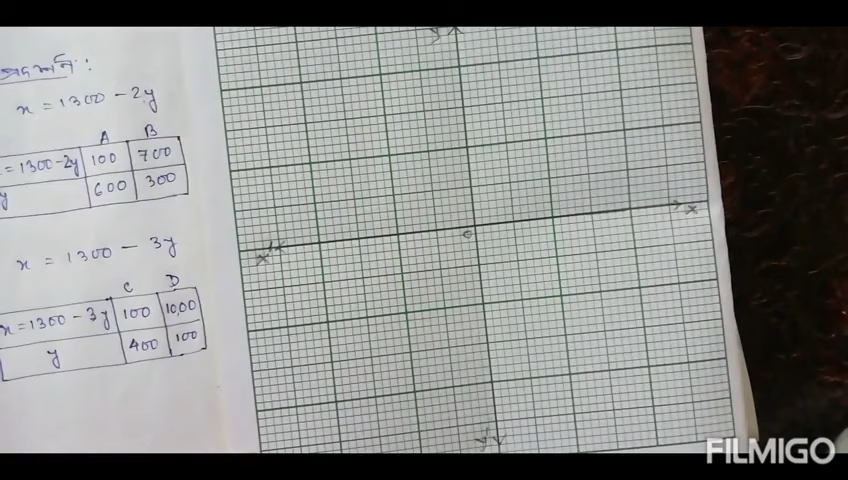 x = 1300 - 2y
A B
x = 1300-2y 100 700
y 600 300
x = 1300 - 3y
C D
x = 1300 - 3y 100 1000
y 400 100
y
X' O X
y'
FILMIGO